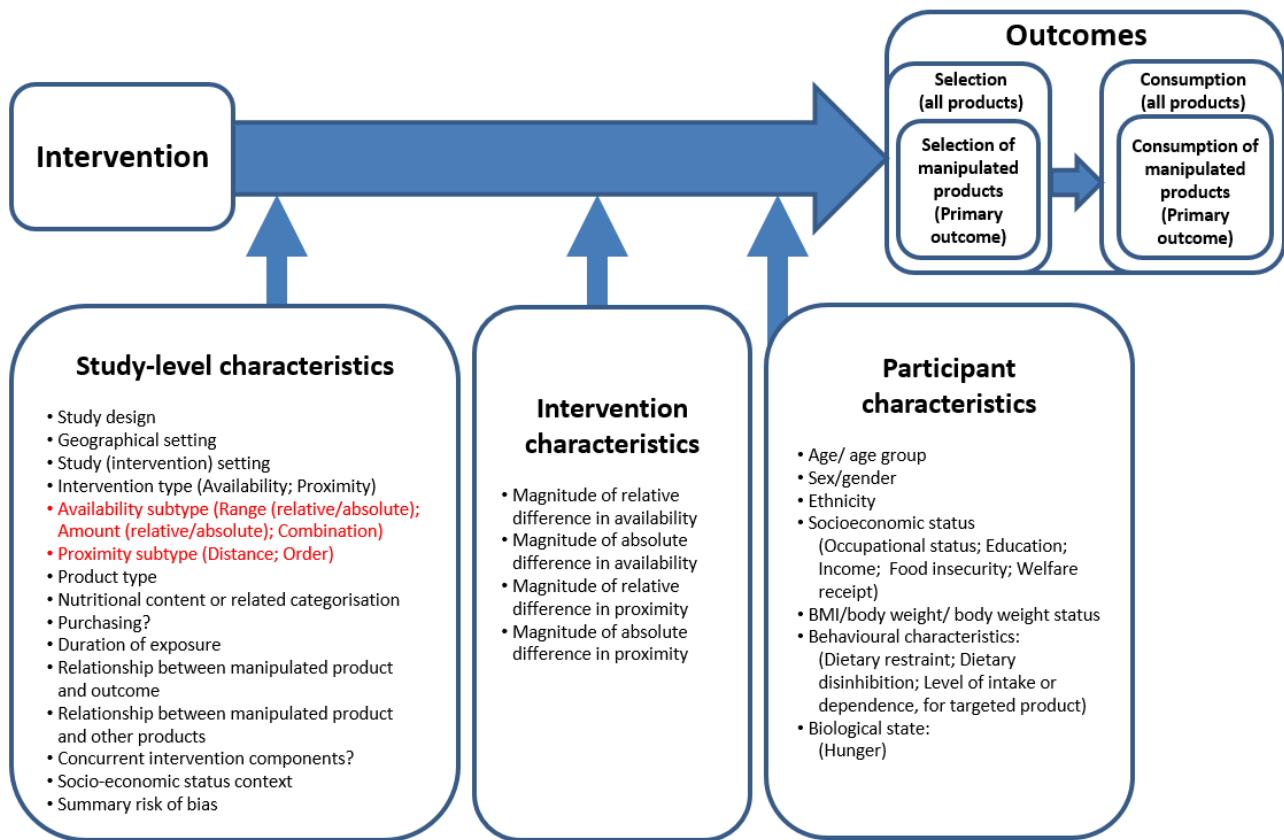 Outcomes
Intervention
Selection
(all products)
Selection of
manipulated
products
(Primary
outcome)
Consumption
(all products)
Consumption of
manipulated
products
(Primary
outcome)
Study-level characteristics
• Study design
• Geographical setting
• Study (intervention) setting
• Intervention type (Availability; Proximity)
• Availability subtype (Range (relative/absolute);
Amount (relative/absolute); Combination)
• Proximity subtype (Distance; Order)
• Product type
• Nutritional content or related categorisation
• Purchasing?
• Duration of exposure
• Relationship between manipulated product
and outcome
• Relationship between manipulated product
and other products
• Concurrent intervention components?
• Socio-economic status context
• Summary risk of bias
Intervention
characteristics
• Magnitude of relative
difference in availability
• Magnitude of absolute
difference in availability
• Magnitude of relative
difference in proximity
• Magnitude of absolute
difference in proximity
Participant
characteristics
• Age/ age group
• Sex/gender
• Ethnicity
• Socioeconomic status
(Occupational status; Education;
Income; Food insecurity; Welfare
receipt)
• BMI/body weight/ body weight status
• Behavioural characteristics:
(Dietary restraint; Dietary
disinhibition; Level of intake or
dependence, for targeted product)
• Biological state:
(Hunger)